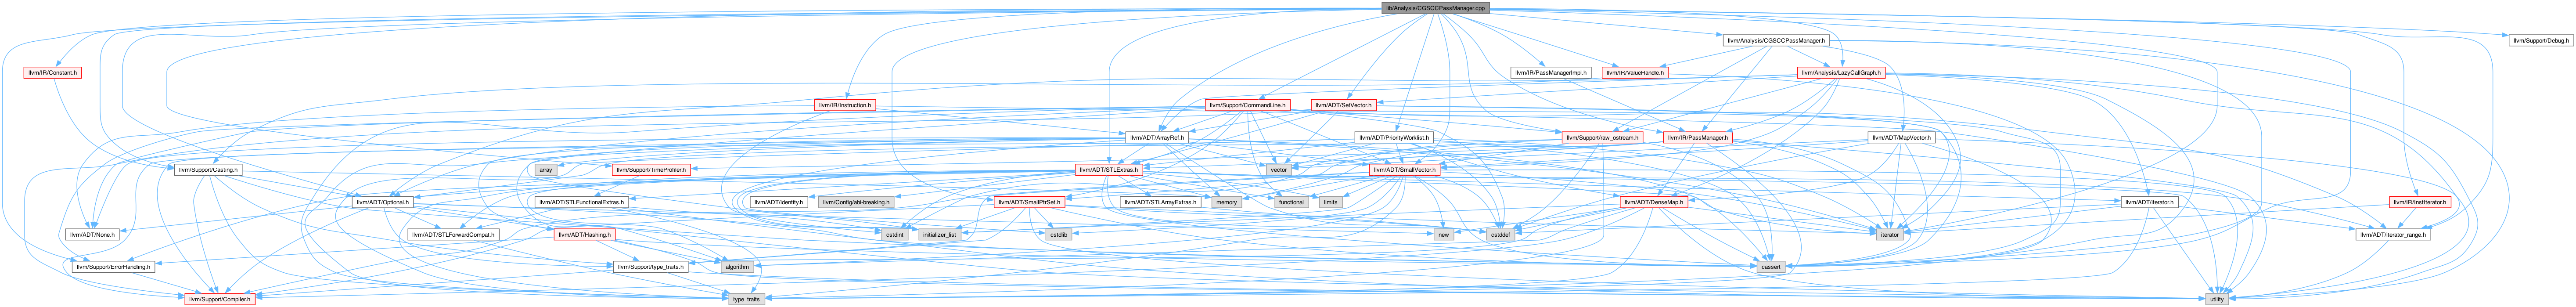 lib/Analysis/CGSCCPassManager.cpp
llvm/Analysis/CGSCCPassManager.h
llvm/Support/Debug.h
llvm/IR/Constant.h
llvm/IR/PassManagerImpl.h
llvm/IR/ValueHandle.h
llvm/Analysis/LazyCallGraph.h
llvm/IR/Instruction.h
llvm/Support/CommandLine.h
llvm/ADT/SetVector.h
llvm/ADT/ArrayRef.h
llvm/ADT/PriorityWorklist.h
llvm/Support/raw_ostream.h
llvm/IR/PassManager.h
llvm/ADT/MapVector.h
llvm/Support/Casting.h
array
llvm/Support/TimeProfiler.h
llvm/ADT/STLExtras.h
vector
llvm/ADT/SmallVector.h
llvm/ADT/Optional.h
llvm/ADT/STLFunctionalExtras.h
llvm/ADT/identity.h
llvm/Config/abi-breaking.h
llvm/ADT/SmallPtrSet.h
llvm/ADT/STLArrayExtras.h
memory
functional
limits
llvm/ADT/DenseMap.h
llvm/ADT/iterator.h
llvm/IR/InstIterator.h
llvm/ADT/None.h
llvm/ADT/STLForwardCompat.h
llvm/ADT/Hashing.h
cstdint
initializer_list
cstdlib
new
cstddef
iterator
llvm/ADT/iterator_range.h
llvm/Support/ErrorHandling.h
llvm/Support/type_traits.h
algorithm
cassert
llvm/Support/Compiler.h
type_traits
utility